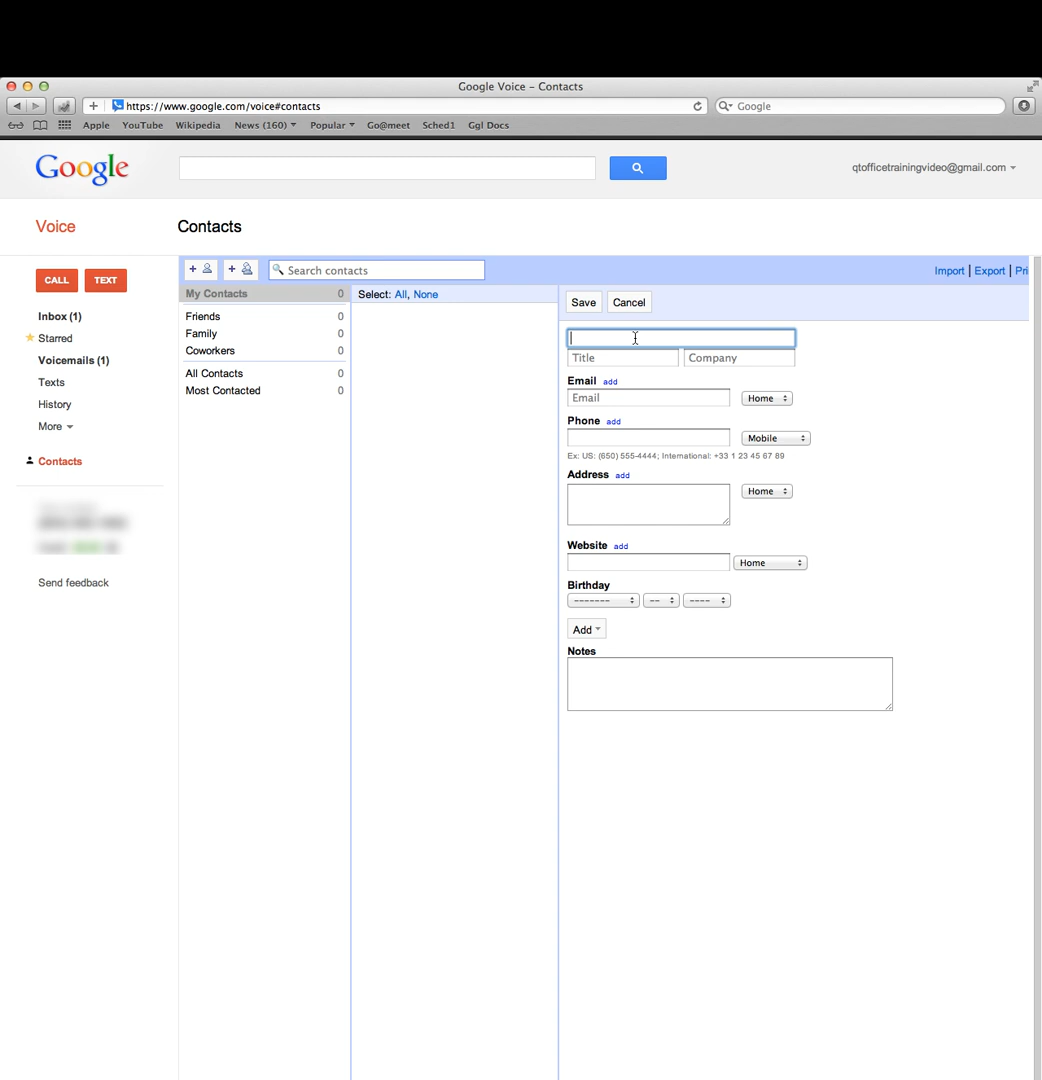 Google Voice – Contacts
https://www.google.com/voice#contacts
Google
Apple YouTube Wikipedia News (160) Popular Go@meet Sched1 Ggl Docs
Google
qtofficetrainingvideo@gmail.com
Voice
Contacts
CALL TEXT
Inbox (1)
Starred
Voicemails (1)
Texts
History
More
Contacts
Send feedback
+ +
Search contacts
Import | Export | Pri
My Contacts 0
Friends 0
Family 0
Coworkers 0
All Contacts 0
Most Contacted 0
Select: All, None
Save Cancel
Title Company
Email add
Email Home
Phone add
Mobile
Ex: US: (650) 555-4444; International: +33 1 23 45 67 89
Address add
Home
Website add
Home
Birthday
------- -- ----
Add
Notes